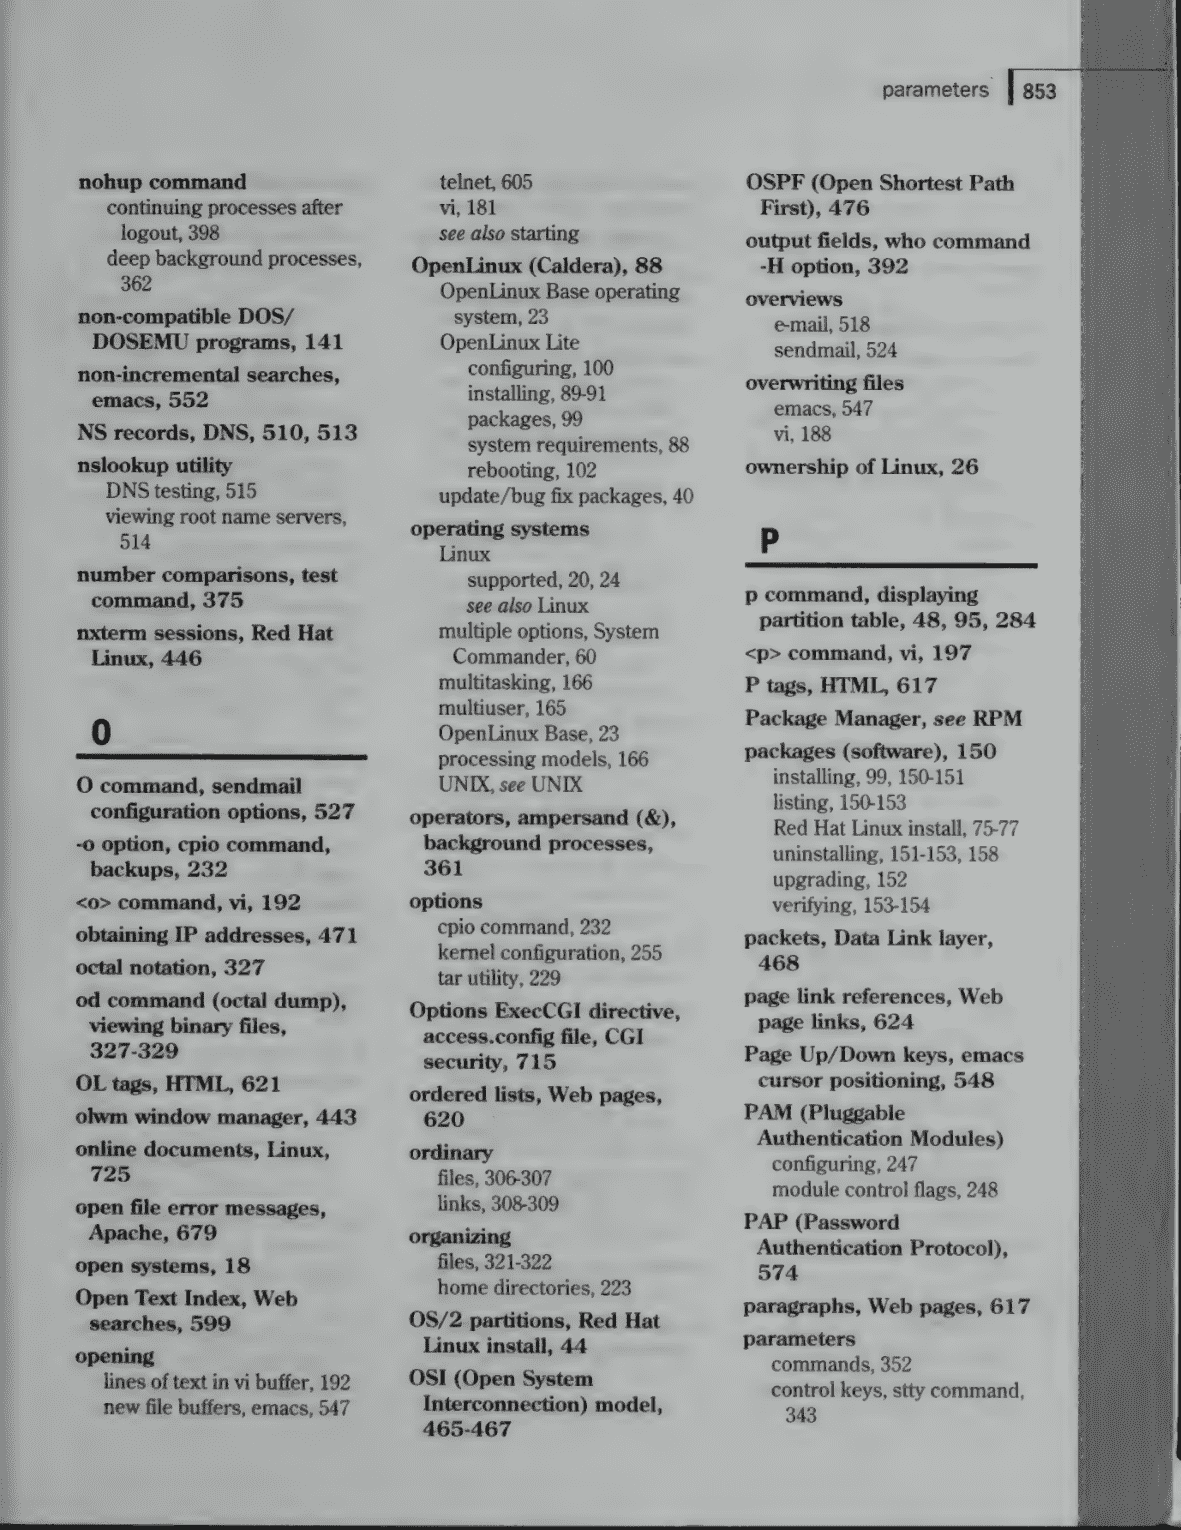 parameters 853
nohup command
continuing processes after
logout, 398
deep background processes,
362
non-compatible DOS/
DOSEMU programs, 141
non-incremental searches,
emacs, 552
NS records, DNS, 510, 513
nslookup utility
DNS testing, 515
viewing root name servers,
514
number comparisons, test
command, 375
nxterm sessions, Red Hat
Linux, 446
O
O command, sendmail
configuration options, 527
-o option, cpio command,
backups, 232
<o> command, vi, 192
obtaining IP addresses, 471
octal notation, 327
od command (octal dump),
viewing binary files,
327-329
OL tags, HTML, 621
olwm window manager, 443
online documents, Linux,
725
open file error messages,
Apache, 679
open systems, 18
Open Text Index, Web
searches, 599
opening
lines of text in vi buffer, 192
new file buffers, emacs, 547
telnet, 605
vi, 181
see also starting
OpenLinux (Caldera), 88
OpenLinux Base operating
system, 23
OpenLinux Lite
configuring, 100
installing, 89-91
packages, 99
system requirements, 88
rebooting, 102
update/bug fix packages, 40
operating systems
Linux
supported, 20, 24
see also Linux
multiple options, System
Commander, 60
multitasking, 166
multiuser, 165
OpenLinux Base, 23
processing models, 166
UNIX, see UNIX
operators, ampersand (&),
background processes,
361
options
cpio command, 232
kernel configuration, 255
tar utility, 229
Options ExecCGI directive,
access.config file, CGI
security, 715
ordered lists, Web pages,
620
ordinary
files, 306-307
links, 308-309
organizing
files, 321-322
home directories, 223
OS/2 partitions, Red Hat
Linux install, 44
OSI (Open System
Interconnection) model,
465-467
OSPF (Open Shortest Path
First), 476
output fields, who command
-H option, 392
overviews
e-mail, 518
sendmail, 524
overwriting files
emacs, 547
vi, 188
ownership of Linux, 26
P
p command, displaying
partition table, 48, 95, 284
<p> command, vi, 197
P tags, HTML, 617
Package Manager, see RPM
packages (software), 150
installing, 99, 150-151
listing, 150-153
Red Hat Linux install, 75-77
uninstalling, 151-153, 158
upgrading, 152
verifying, 153-154
packets, Data Link layer,
468
page link references, Web
page links, 624
Page Up/Down keys, emacs
cursor positioning, 548
PAM (Pluggable
Authentication Modules)
configuring, 247
module control flags, 248
PAP (Password
Authentication Protocol),
574
paragraphs, Web pages, 617
parameters
commands, 352
control keys, stty command,
343